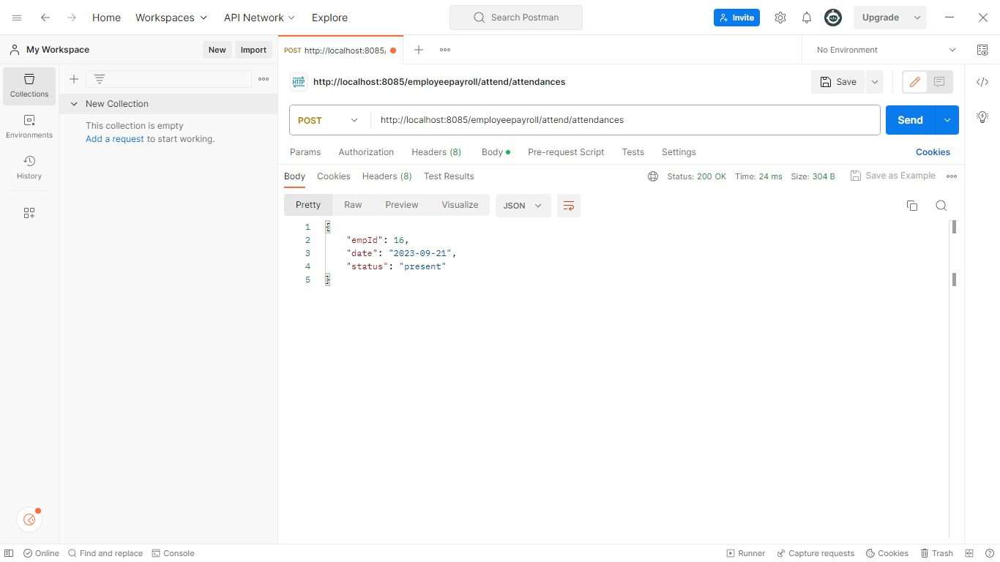 Home Workspaces API Network Explore Search Postman Invite Upgrade
My Workspace New Import
POST http://localhost:8085/
No Environment
Collections
Environments
History
New Collection
This collection is empty
Add a request to start working.
HTTP http://localhost:8085/employeepayroll/attend/attendances Save
POST http://localhost:8085/employeepayroll/attend/attendances Send
Params Authorization Headers (8) Body Pre-request Script Tests Settings Cookies
Body Cookies Headers (8) Test Results Status: 200 OK Time: 24 ms Size: 304 B Save as Example
Pretty Raw Preview Visualize JSON
1 {
2 "empId": 16,
3 "date": "2023-09-21",
4 "status": "present"
5 }
Online Find and replace Console Runner Capture requests Cookies Trash